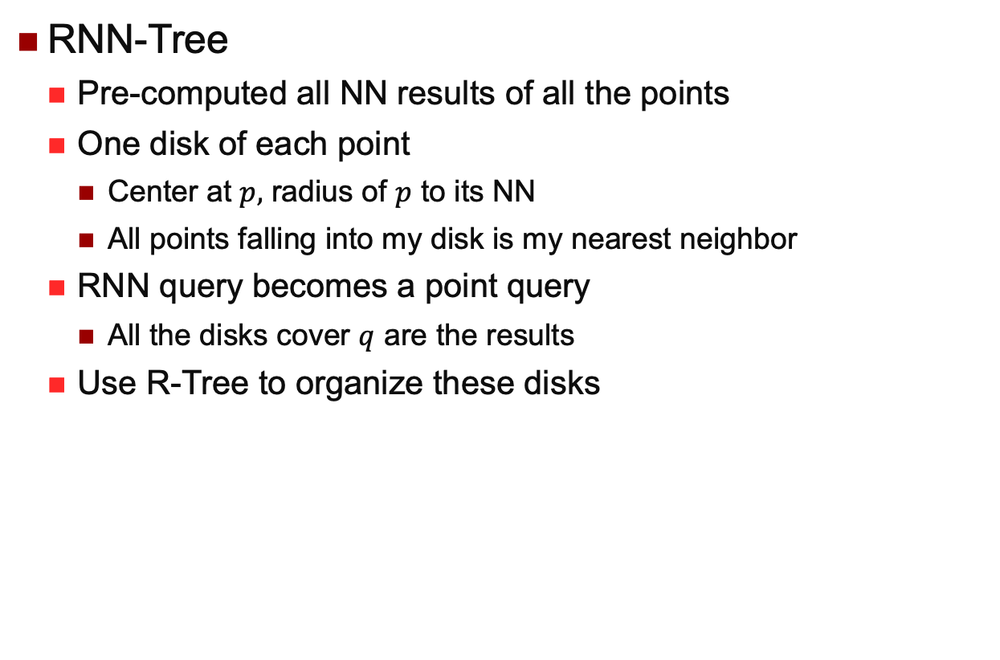 RNN-Tree
Pre-computed all NN results of all the points
One disk of each point
Center at p, radius of p to its NN
All points falling into my disk is my nearest neighbor
RNN query becomes a point query
All the disks cover q are the results
Use R-Tree to organize these disks